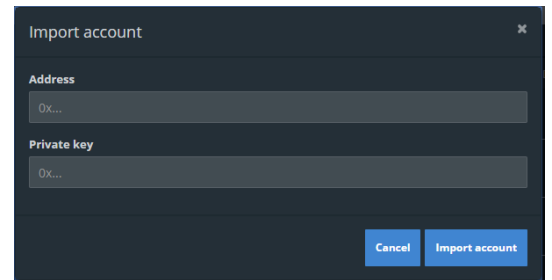 Import account ×
Address
0x...
Private key
0x...
Cancel Import account